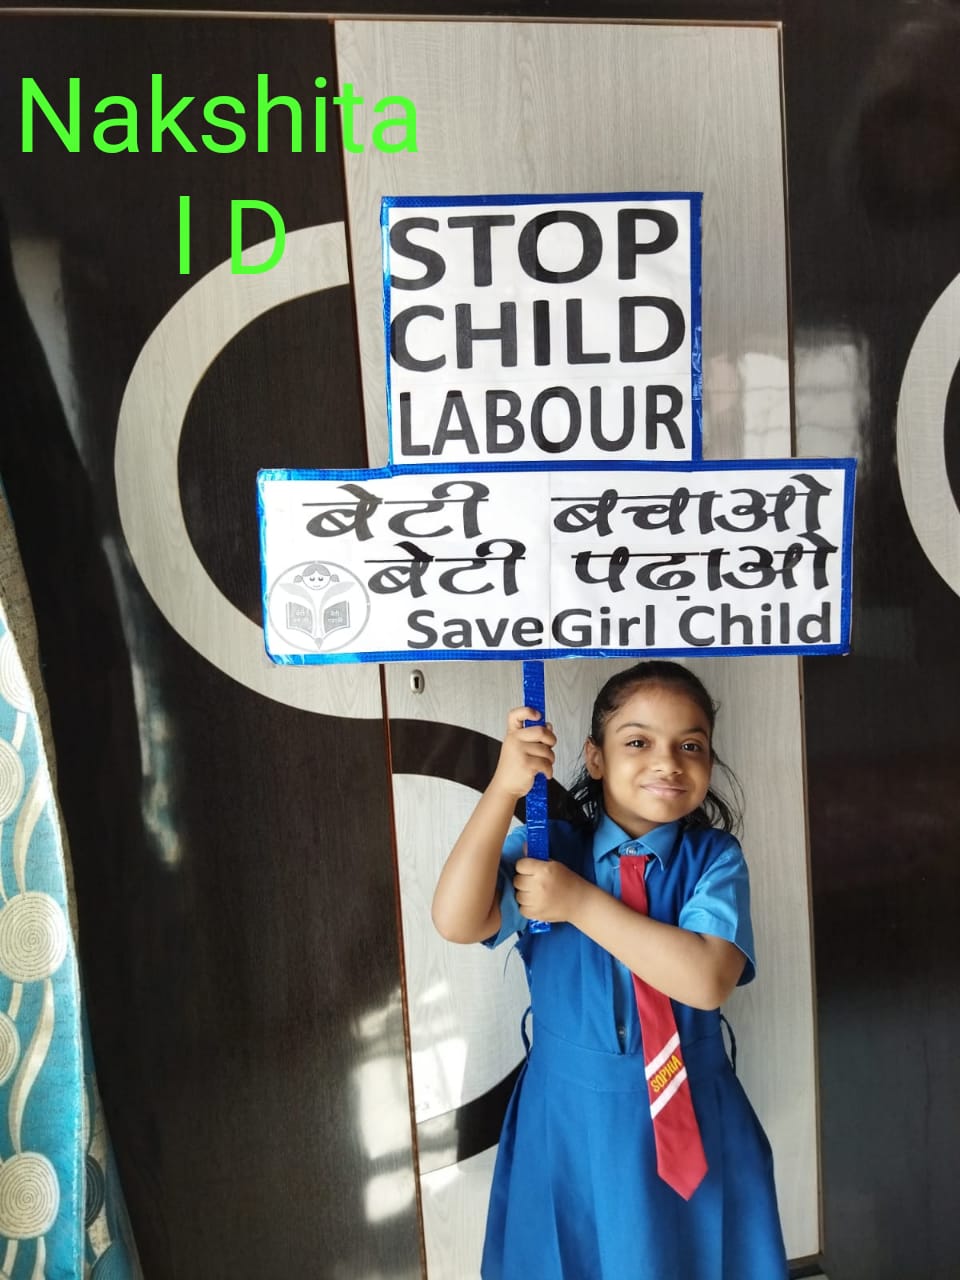 Nakshita
I D
STOP
CHILD
LABOUR
बेटी बचाओ
बेटी पढ़ाओ
Save Girl Child
SOPHIA